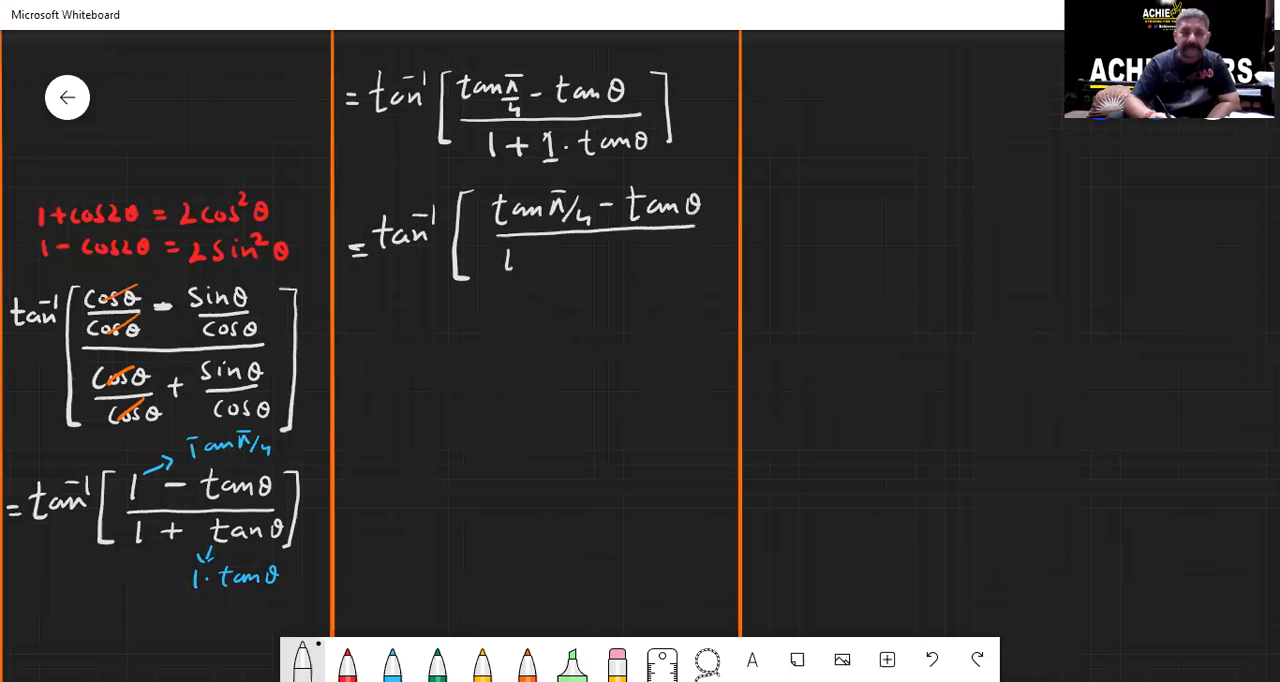 Microsoft Whiteboard
ACHIEVERS
1+cos2θ = 2cos²θ
1 - cos2θ = 2sin²θ
tan⁻¹ [ (cosθ/cosθ - sinθ/cosθ) / (cosθ/cosθ + sinθ/cosθ) ]
tan π/4
= tan⁻¹ [ (1 - tanθ) / (1 + tanθ) ]
1 · tanθ
= tan⁻¹ [ (tan π/4 - tanθ) / (1 + 1 · tanθ) ]
= tan⁻¹ [ (tan π/4 - tanθ) / 1
A